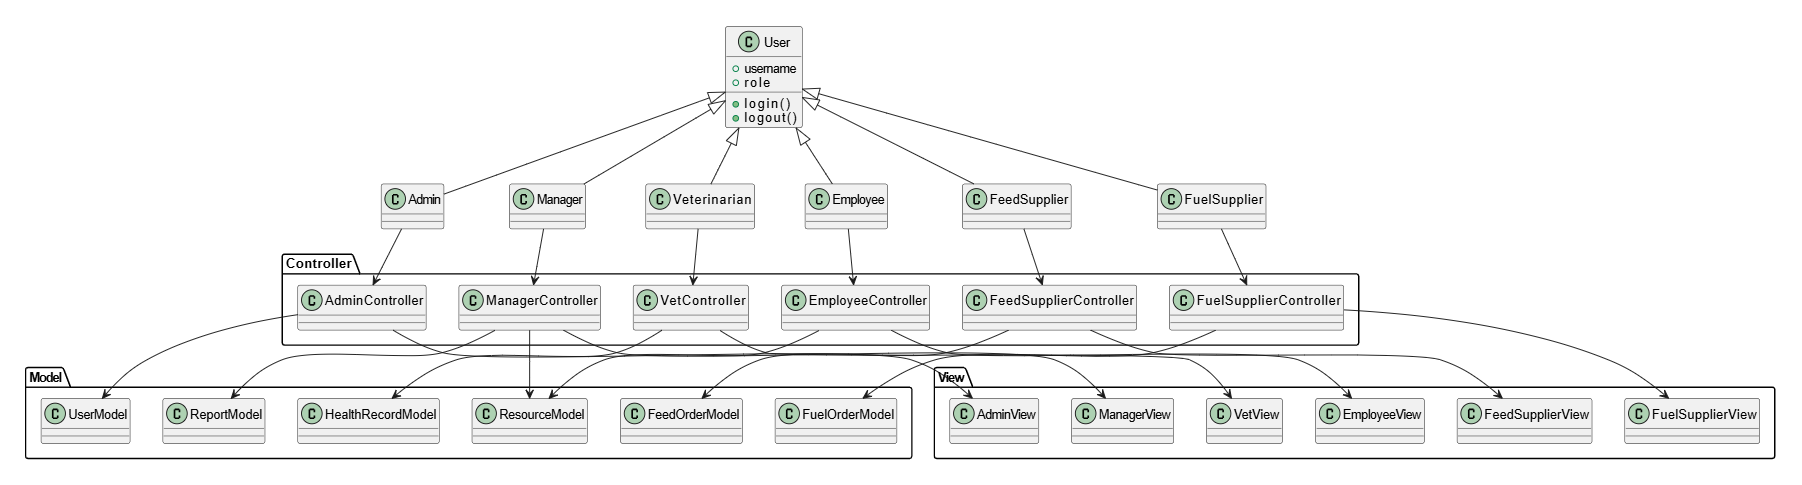 C User
username
role
login()
logout()
C Admin
C Manager
C Veterinarian
C Employee
C FeedSupplier
C FuelSupplier
Controller
C AdminController
C ManagerController
C VetController
C EmployeeController
C FeedSupplierController
C FuelSupplierController
Model
View
C UserModel
C ReportModel
C HealthRecordModel
C ResourceModel
C FeedOrderModel
C FuelOrderModel
C AdminView
C ManagerView
C VetView
C EmployeeView
C FeedSupplierView
C FuelSupplierView